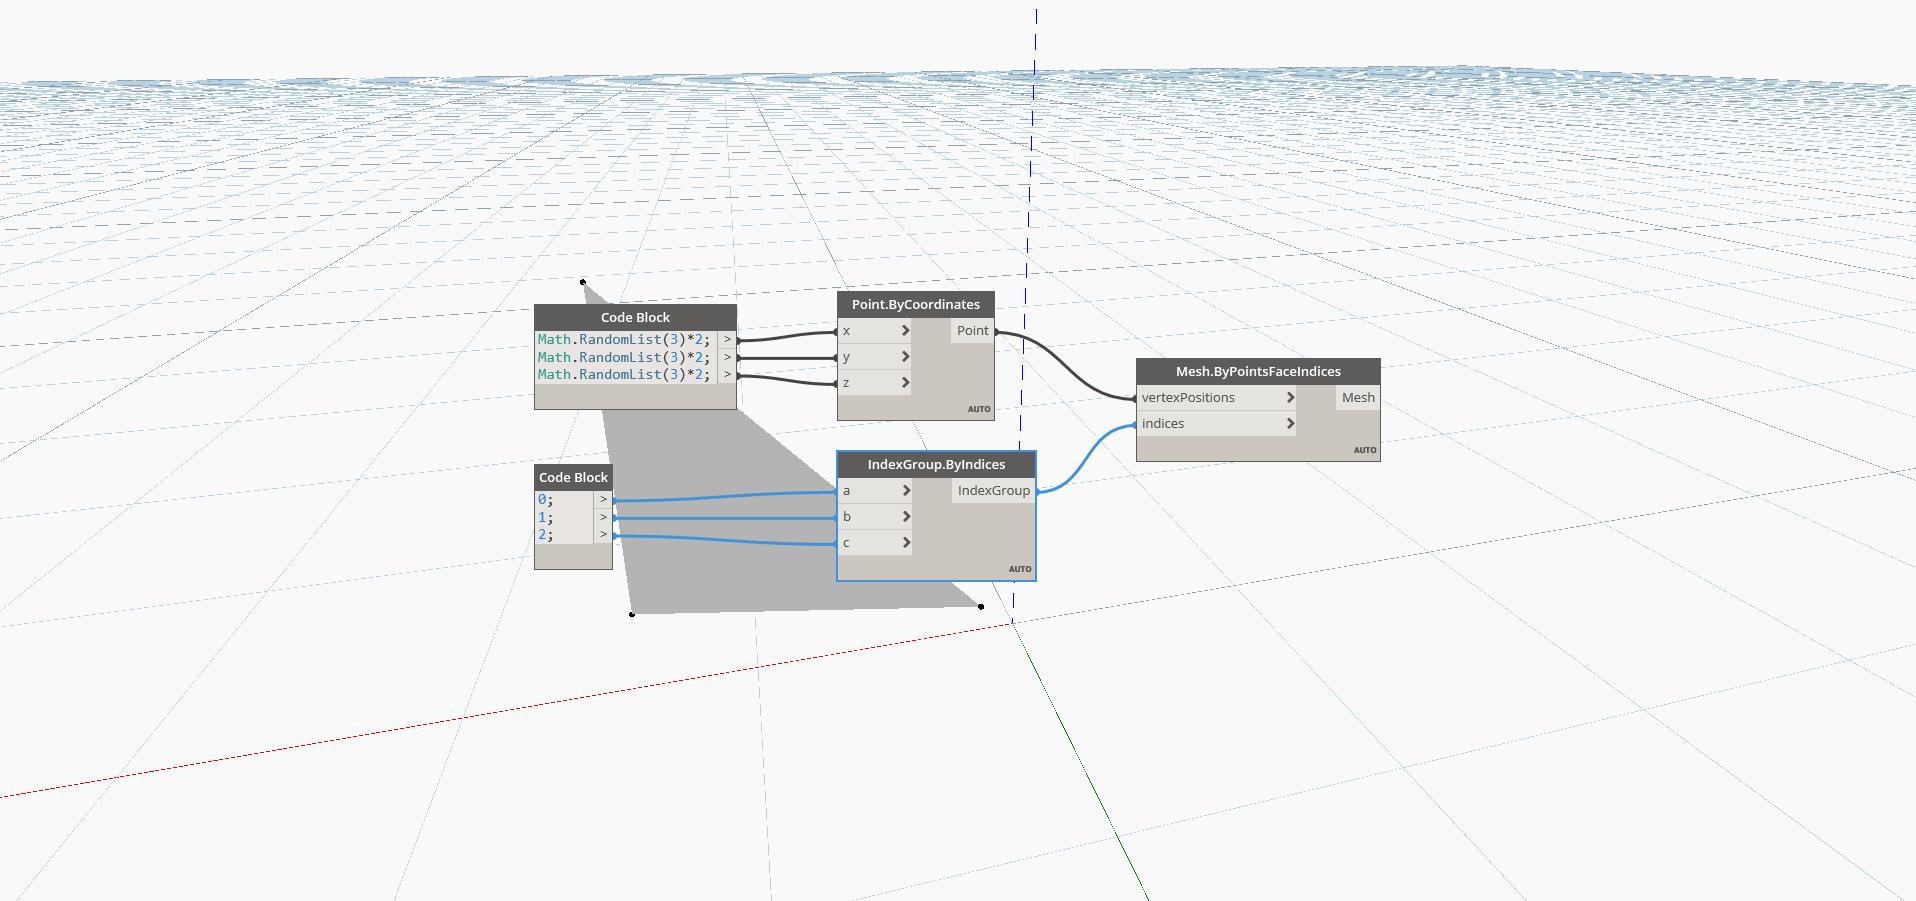 Code Block
Math.RandomList(3)*2; >
Math.RandomList(3)*2; >
Math.RandomList(3)*2; >
Point.ByCoordinates
x > Point
y >
z >
AUTO
Mesh.ByPointsFaceIndices
vertexPositions > Mesh
indices >
AUTO
Code Block
0; >
1; >
2; >
IndexGroup.ByIndices
a > IndexGroup
b >
c >
AUTO